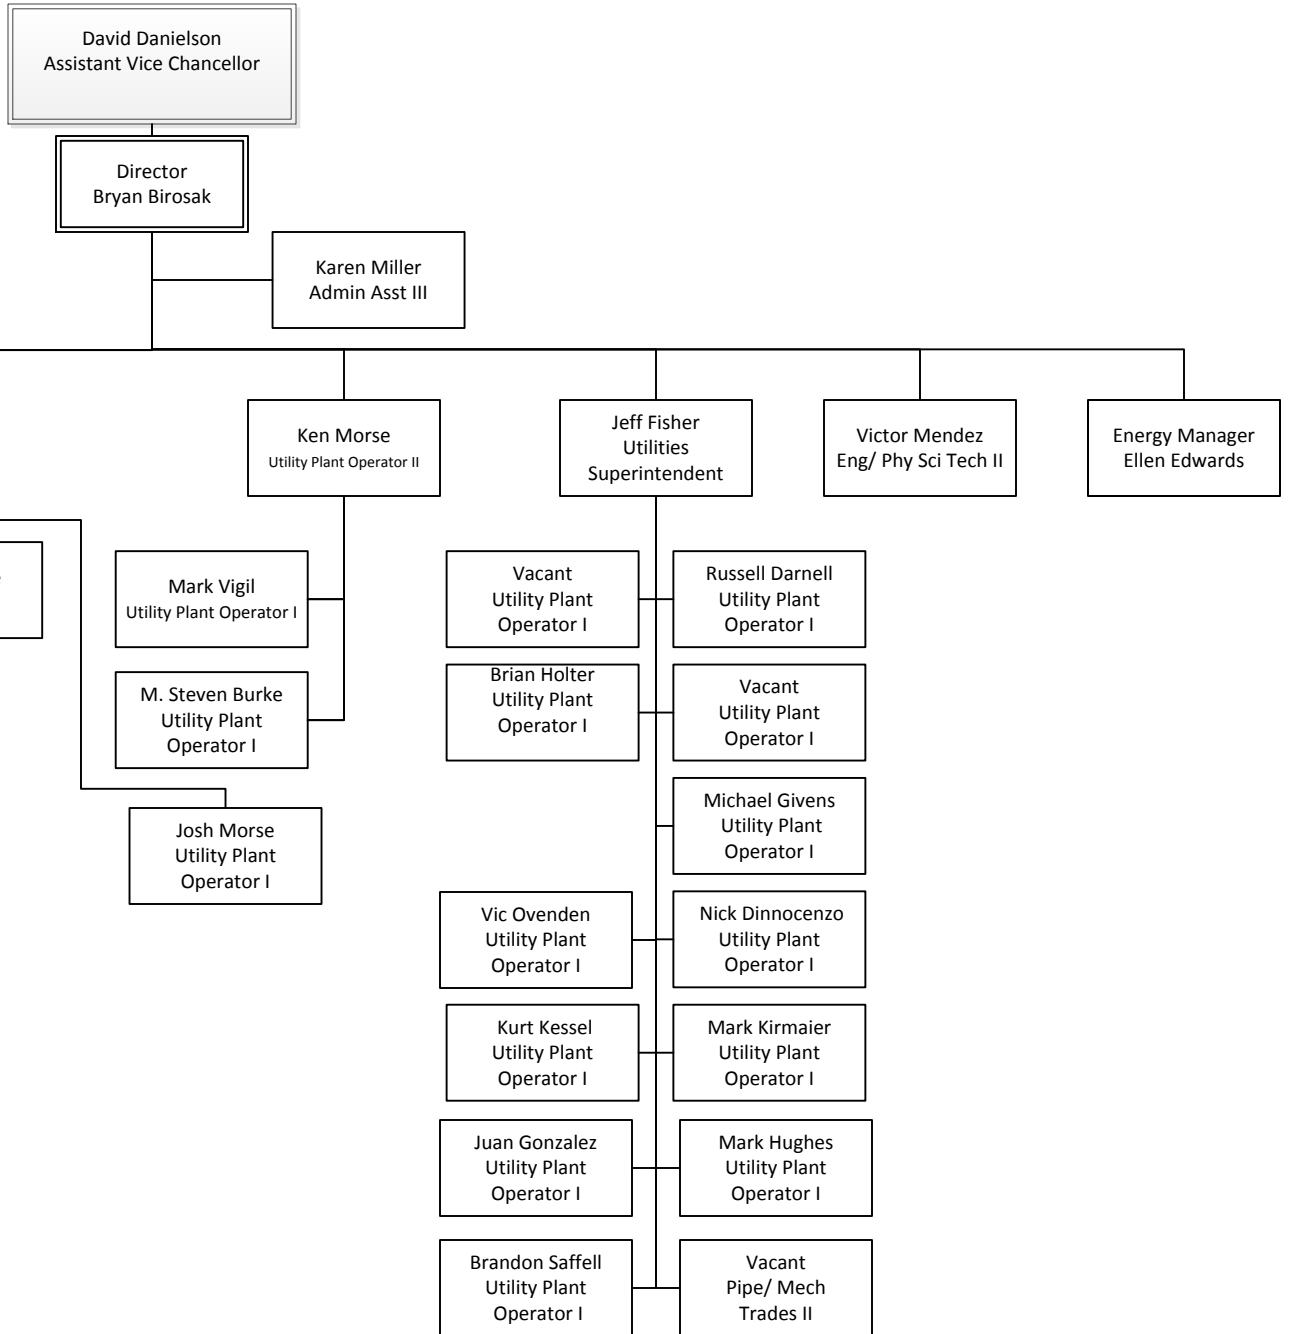 David Danielson
Assistant Vice Chancellor
Director
Bryan Birosak
Karen Miller
Admin Asst III
Ken Morse
Utility Plant Operator II
Jeff Fisher
Utilities
Superintendent
Victor Mendez
Eng/ Phy Sci Tech II
Energy Manager
Ellen Edwards
Mark Vigil
Utility Plant Operator I
M. Steven Burke
Utility Plant
Operator I
Josh Morse
Utility Plant
Operator I
Vacant
Utility Plant
Operator I
Russell Darnell
Utility Plant
Operator I
Brian Holter
Utility Plant
Operator I
Vacant
Utility Plant
Operator I
Michael Givens
Utility Plant
Operator I
Vic Ovenden
Utility Plant
Operator I
Nick Dinnocenzo
Utility Plant
Operator I
Kurt Kessel
Utility Plant
Operator I
Mark Kirmaier
Utility Plant
Operator I
Juan Gonzalez
Utility Plant
Operator I
Mark Hughes
Utility Plant
Operator I
Brandon Saffell
Utility Plant
Operator I
Vacant
Pipe/ Mech
Trades II